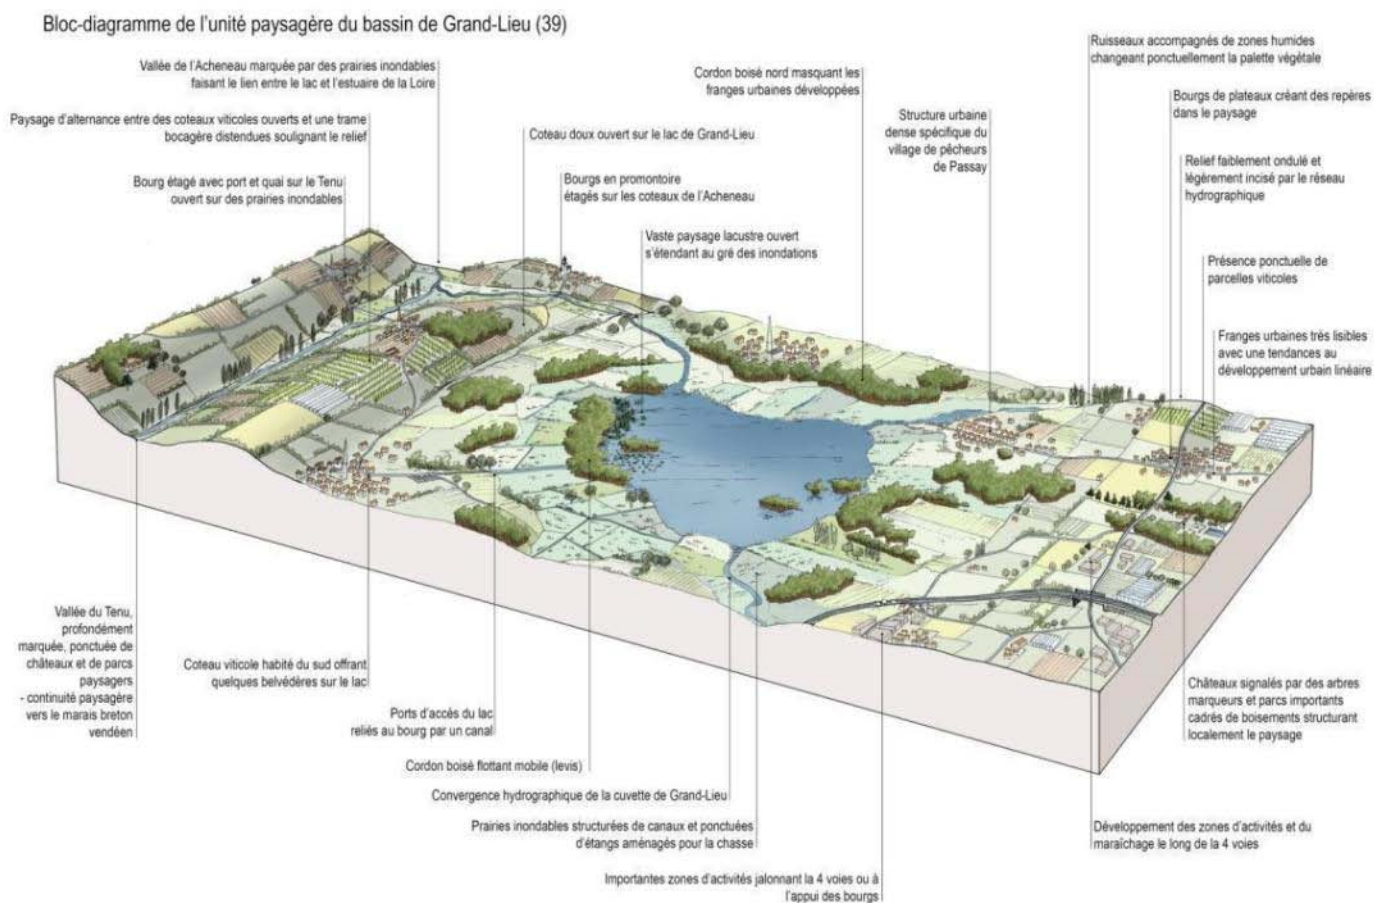 Bloc-diagramme de l'unité paysagère du bassin de Grand-Lieu (39)
Vallée de l'Acheneau marquée par des prairies inondables
faisant le lien entre le lac et l'estuaire de la Loire
Paysage d'alternance entre des coteaux viticoles ouverts et une trame
bocagère distendues soulignant le relief
Bourg étagé avec port et quai sur le Tenu
ouvert sur des prairies inondables
Coteau doux ouvert sur le lac de Grand-Lieu
Bourgs en promontoire
étagés sur les coteaux de l'Acheneau
Vaste paysage lacustre ouvert
s'étendant au gré des inondations
Cordon boisé nord masquant les
franges urbaines développées
Structure urbaine
dense spécifique du
village de pêcheurs
de Passay
Ruisseaux accompagnés de zones humides
changeant ponctuellement la palette végétale
Bourgs de plateaux crèant des repères
dans le paysage
Relief faiblement ondulé et
légèrement incisé par le réseau
hydrographique
Présence ponctuelle de
parcelles viticoles
Franges urbaines très lisibles
avec une tendances au
développement urbain linéaire
Vallée du Tenu,
profondément
marquée, ponctuée de
châteaux et de parcs
paysagers
- continuité paysagère
vers le marais breton
vendéen
Coteau viticole habité du sud offrant
quelques belvédères sur le lac
Ports d'accès du lac
reliés au bourg par un canal
Cordon boisé flottant mobile (levis)
Convergence hydrographique de la cuvette de Grand-Lieu
Prairies inondables structurées de canaux et ponctuées
d'étangs aménagés pour la chasse
Importantes zones d'activités jalonnant la 4 voies ou à
l'appui des bourgs
Châteaux signalés par des arbres
marqueurs et parcs importants
cadrés de boisements structurant
localement le paysage
Développement des zones d'activités et du
maraîchage le long de la 4 voies